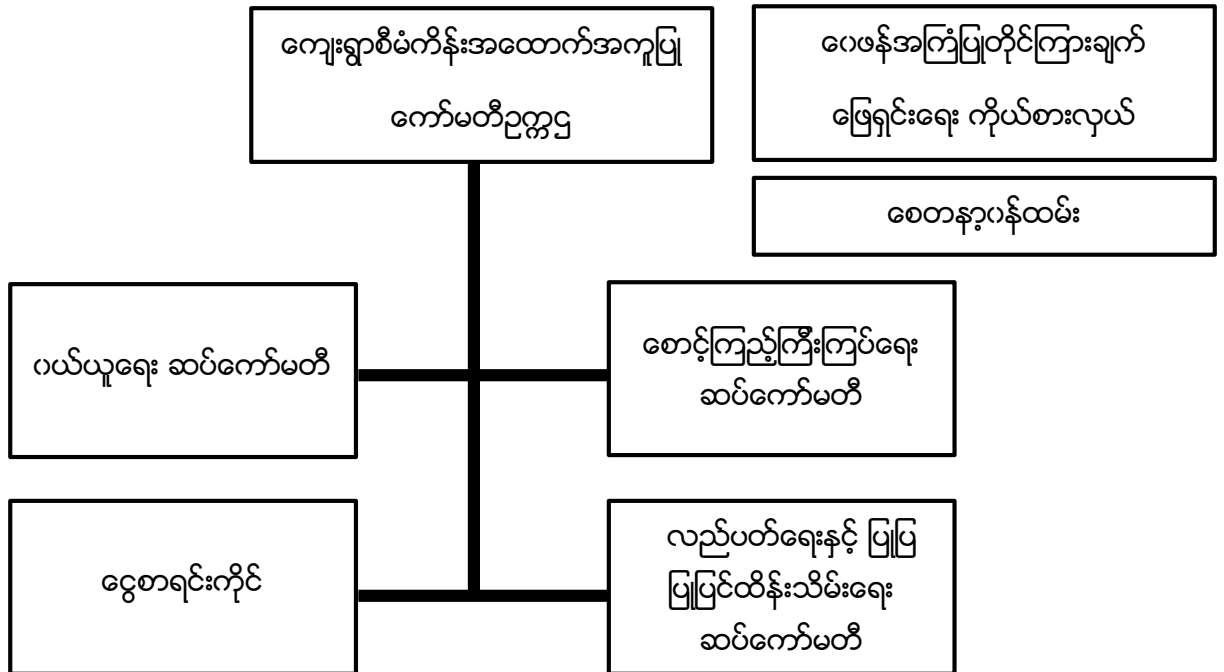 ကျေးရွာစီမံကိန်းအထောက်အကူပြု
ကော်မတီဥက္ကဌ
ဝေဖန်အကြံပြုတိုင်ကြားချက်
ဖြေရှင်းရေး ကိုယ်စားလှယ်
စေတနာ့ဝန်ထမ်း
ဝယ်ယူရေး ဆပ်ကော်မတီ
စောင့်ကြည့်ကြီးကြပ်ရေး
ဆပ်ကော်မတီ
ငွေစာရင်းကိုင်
လည်ပတ်ရေးနှင့် ပြုပြ
ပြုပြင်ထိန်းသိမ်းရေး
ဆပ်ကော်မတီ